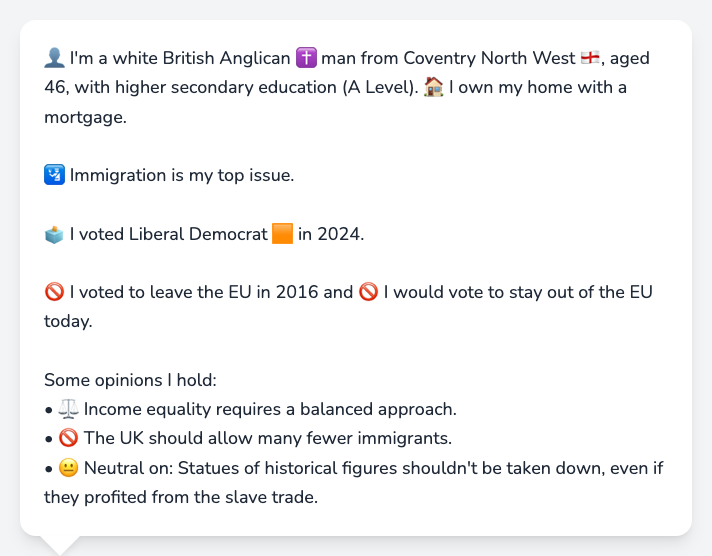 👤 I'm a white British Anglican ✝️ man from Coventry North West 🏴󠁧󠁢󠁥󠁮󠁧󠁿, aged
46, with higher secondary education (A Level). 🏠 I own my home with a
mortgage.
🛂 Immigration is my top issue.
🗳️ I voted Liberal Democrat 🟧 in 2024.
🚫 I voted to leave the EU in 2016 and 🚫 I would vote to stay out of the EU
today.
Some opinions I hold:
• ⚖️ Income equality requires a balanced approach.
• 🚫 The UK should allow many fewer immigrants.
• 😐 Neutral on: Statues of historical figures shouldn't be taken down, even if
they profited from the slave trade.